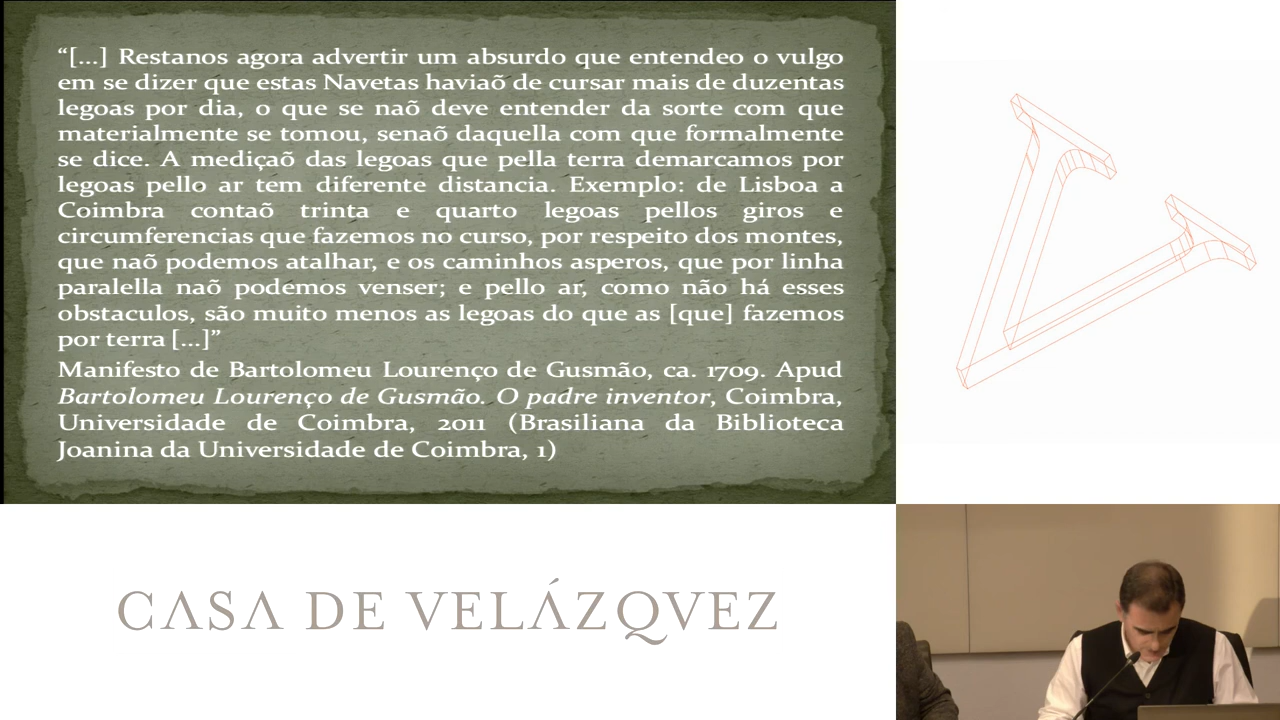 “[...] Restanos agora advertir um absurdo que entendeo o vulgo
em se dizer que estas Navetas haviaõ de cursar mais de duzentas
legoas por dia, o que se naõ deve entender da sorte com que
materialmente se tomou, senaõ daquella com que formalmente
se dice. A mediçaõ das legoas que pella terra demarcamos por
legoas pello ar tem diferente distancia. Exemplo: de Lisboa a
Coimbra contaõ trinta e quarto legoas pellos giros e
circumferencias que fazemos no curso, por respeito dos montes,
que naõ podemos atalhar, e os caminhos asperos, que por linha
paralella naõ podemos venser; e pello ar, como não há esses
obstaculos, são muito menos as legoas do que as [que] fazemos
por terra [...]”
Manifesto de Bartolomeu Lourenço de Gusmão, ca. 1709. Apud
Bartolomeu Lourenço de Gusmão. O padre inventor, Coimbra,
Universidade de Coimbra, 2011 (Brasiliana da Biblioteca
Joanina da Universidade de Coimbra, 1)
V
CASA DE VELÁZQVEZ